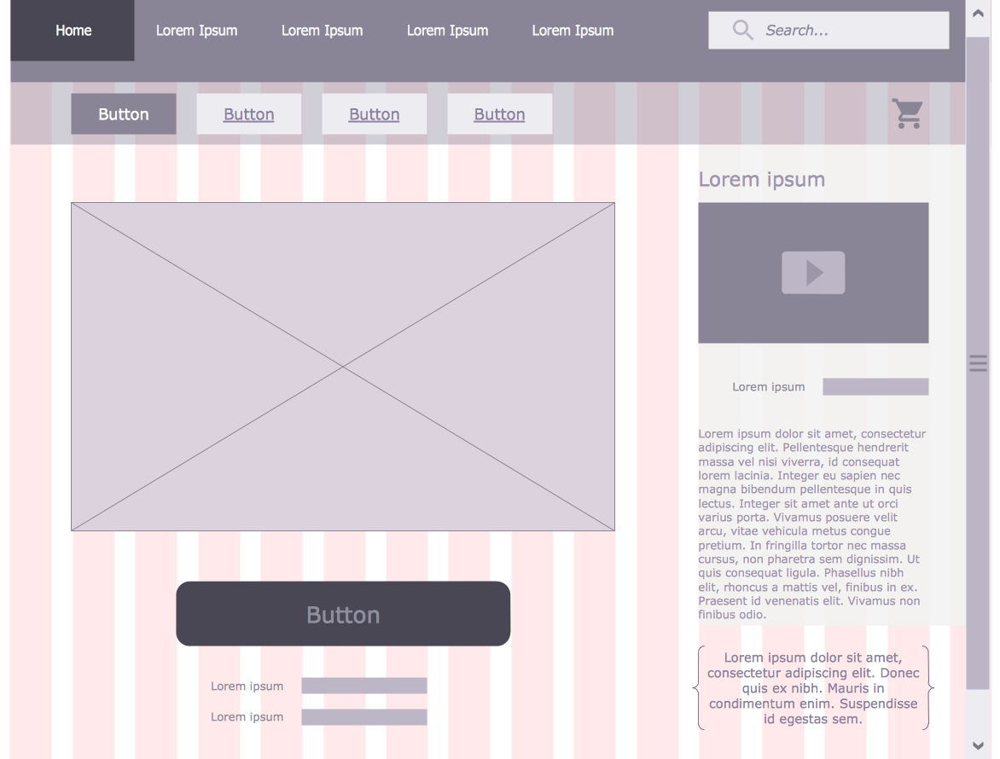 Home
Lorem Ipsum
Lorem Ipsum
Lorem Ipsum
Lorem Ipsum
Search...
Button
Button
Button
Button
Lorem ipsum
Lorem ipsum
Lorem ipsum dolor sit amet, consectetur
adipiscing elit. Pellentesque hendrerit
massa vel nisi viverra, id consequat
lorem lacinia. Integer eu sapien nec
magna bibendum pellentesque in quis
lectus. Integer sit amet ante ut orci
varius porta. Vivamus posuere velit
arcu, vitae vehicula metus congue
pretium. In fringilla tortor nec massa
cursus, non pharetra sem dignissim. Ut
quis consequat ligula. Phasellus nibh
elit, rhoncus a mattis vel, finibus in ex.
Praesent id venenatis elit. Vivamus non
finibus odio.
Button
Lorem ipsum
Lorem ipsum
Lorem ipsum dolor sit amet,
consectetur adipiscing elit. Donec
quis ex nibh. Mauris in
condimentum enim. Suspendisse
id egestas sem.